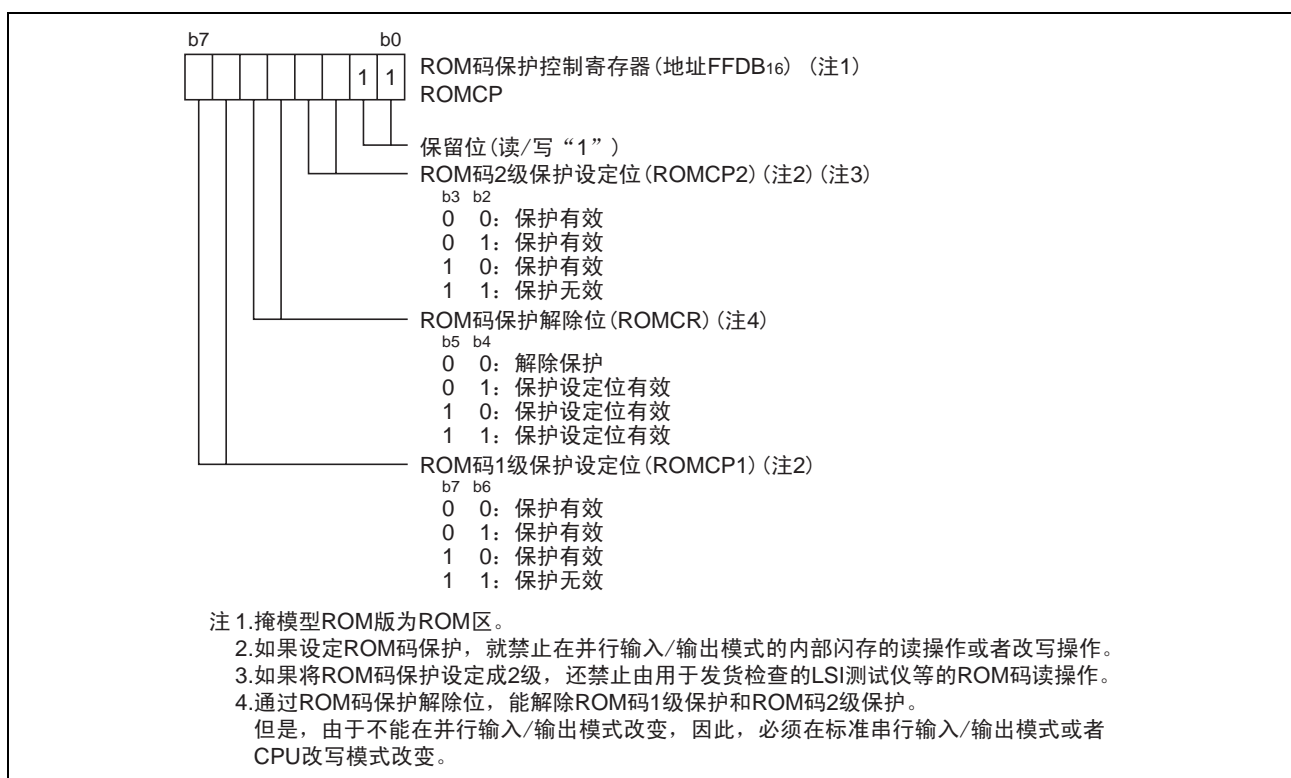 b7 b0
1 1
ROM码保护控制寄存器(地址FFDB16) (注1)
ROMCP
保留位(读/写“1”)
ROM码2级保护设定位(ROMCP2)(注2)(注3)
b3 b2
0 0：保护有效
0 1：保护有效
1 0：保护有效
1 1：保护无效
ROM码保护解除位(ROMCR)(注4)
b5 b4
0 0：解除保护
0 1：保护设定位有效
1 0：保护设定位有效
1 1：保护设定位有效
ROM码1级保护设定位(ROMCP1)(注2)
b7 b6
0 0：保护有效
0 1：保护有效
1 0：保护有效
1 1：保护无效
注 1.掩模型ROM版为ROM区。
2.如果设定ROM码保护，就禁止在并行输入/输出模式的内部闪存的读操作或者改写操作。
3.如果将ROM码保护设定成2级，还禁止由用于发货检查的LSI测试仪等的ROM码读操作。
4.通过ROM码保护解除位，能解除ROM码1级保护和ROM码2级保护。
但是，由于不能在并行输入/输出模式改变，因此，必须在标准串行输入/输出模式或者
CPU改写模式改变。